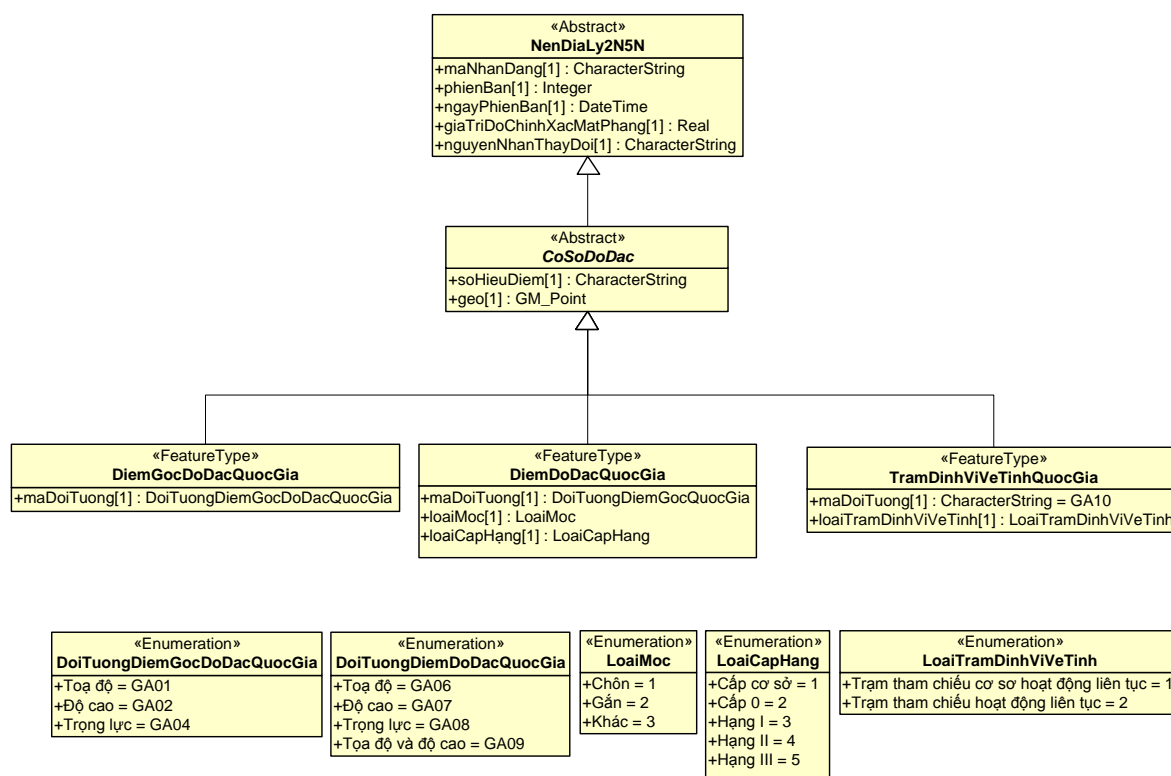 «Abstract»
NenDiaLy2N5N
+maNhanDang[1] : CharacterString
+phienBan[1] : Integer
+ngayPhienBan[1] : DateTime
+giaTriDoChinhXacMatPhang[1] : Real
+nguyenNhanThayDoi[1] : CharacterString
«Abstract»
CoSoDoDac
+soHieuDiem[1] : CharacterString
+geo[1] : GM_Point
«FeatureType»
DiemGocDoDacQuocGia
+maDoiTuong[1] : DoiTuongDiemGocDoDacQuocGia
«FeatureType»
DiemDoDacQuocGia
+maDoiTuong[1] : DoiTuongDiemGocQuocGia
+loaiMoc[1] : LoaiMoc
+loaiCapHạng[1] : LoaiCapHang
«FeatureType»
TramDinhViVeTinhQuocGia
+maDoiTuong[1] : CharacterString = GA10
+loaiTramDinhViVeTinh[1] : LoaiTramDinhViVeTinh
«Enumeration»
DoiTuongDiemGocDoDacQuocGia
+Toạ độ = GA01
+Độ cao = GA02
+Trọng lực = GA04
«Enumeration»
DoiTuongDiemDoDacQuocGia
+Toạ độ = GA06
+Độ cao = GA07
+Trọng lực = GA08
+Tọa độ và độ cao = GA09
«Enumeration»
LoaiMoc
+Chôn = 1
+Gắn = 2
+Khác = 3
«Enumeration»
LoaiCapHang
+Cấp cơ sở = 1
+Cấp 0 = 2
+Hạng I = 3
+Hạng II = 4
+Hạng III = 5
«Enumeration»
LoaiTramDinhViVeTinh
+Trạm tham chiếu cơ sơ hoạt động liên tục = 1
+Trạm tham chiếu hoạt động liên tục = 2